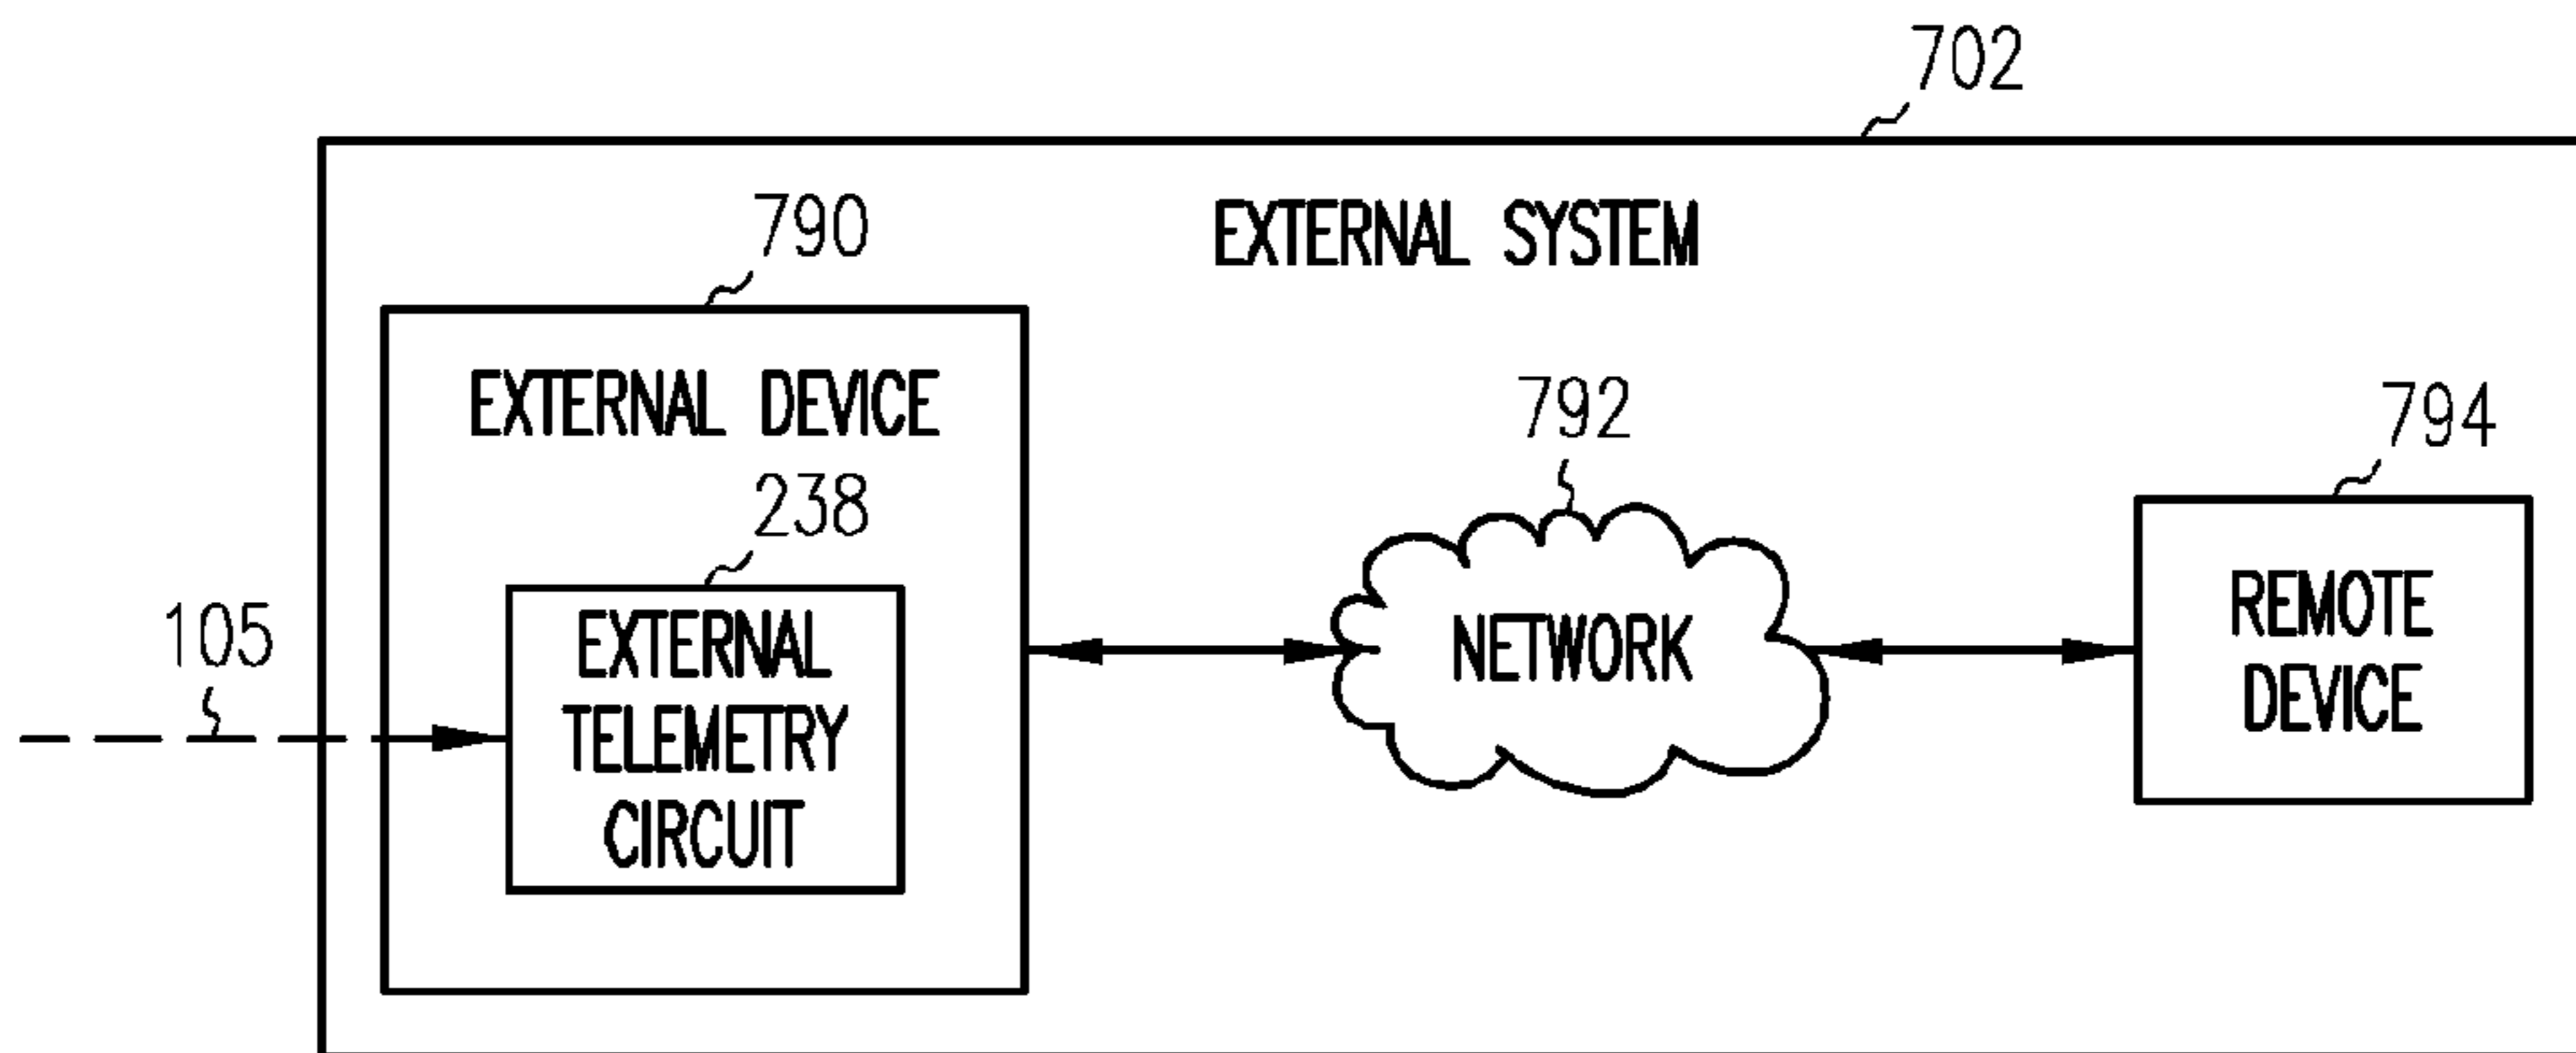 702
790
EXTERNAL SYSTEM
EXTERNAL DEVICE
792
794
238
105
EXTERNAL
TELEMETRY
CIRCUIT
NETWORK
REMOTE
DEVICE